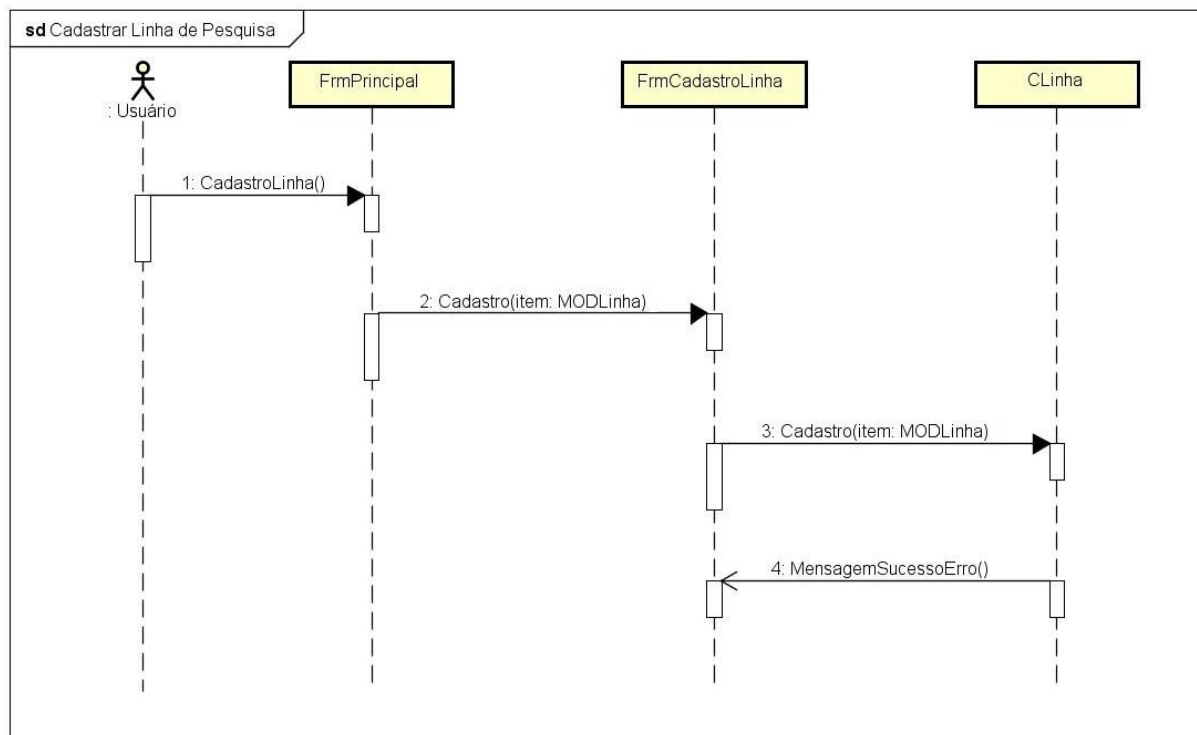 sd Cadastrar Linha de Pesquisa
: Usuário
FrmPrincipal
FrmCadastroLinha
CLinha
1: CadastroLinha()
2: Cadastro(item: MODLinha)
3: Cadastro(item: MODLinha)
4: MensagemSucessoErro()